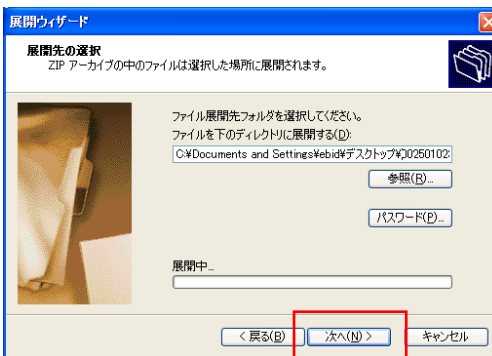 展開ウィザード
展開先の選択
ZIP アーカイブの中のファイルは選択した場所に展開されます。
ファイル展開先フォルダを選択してください。
ファイルを下のディレクトリに展開する(D):
C:¥Documents and Settings¥ebid¥デスクトップ¥
参照(R)...
パスワード(P)...
展開中...
< 戻る(B)
次へ(N) >
キャンセル